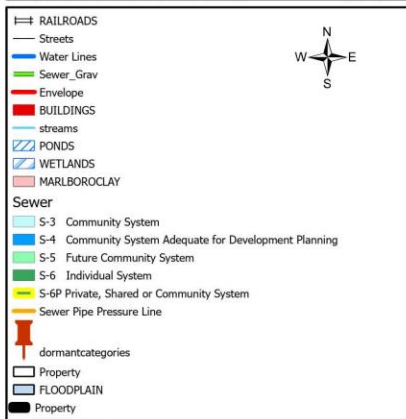 RAILROADS
Streets
Water Lines
Sewer_Grav
Envelope
BUILDINGS
streams
PONDS
WETLANDS
MARLBOROCLAY
Sewer
S-3 Community System
S-4 Community System Adequate for Development Planning
S-5 Future Community System
S-6 Individual System
S-6P Private, Shared or Community System
Sewer Pipe Pressure Line
dormantcategories
Property
FLOODPLAIN
Property
N
W E
S